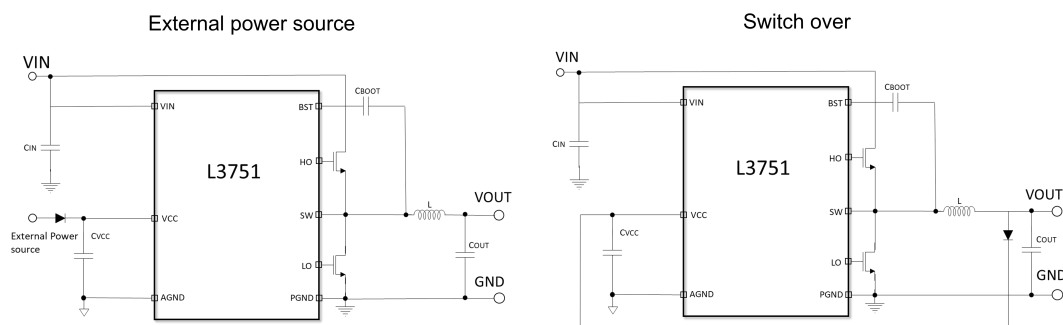 External power source
VIN
VIN
BST
CBOOT
CIN
HO
L3751
VOUT
SW
L
VCC
External Power
source
CVCC
COUT
LO
GND
AGND
PGND
Switch over
VIN
VIN
BST
CBOOT
CIN
HO
L3751
VOUT
SW
L
VCC
CVCC
COUT
LO
GND
AGND
PGND